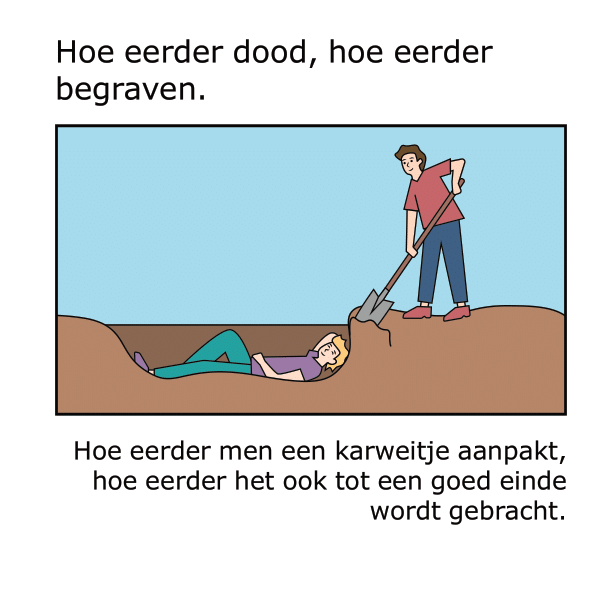 Hoe eerder dood, hoe eerder
begraven.
Hoe eerder men een karweitje aanpakt,
hoe eerder het ook tot een goed einde
wordt gebracht.